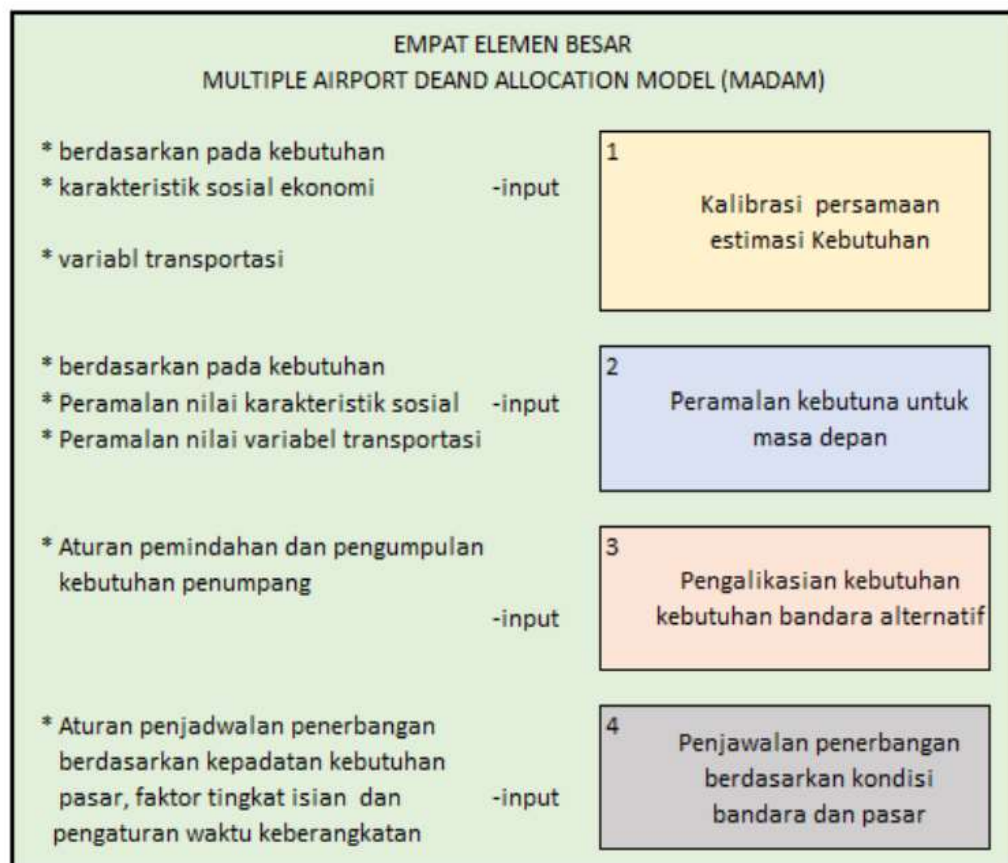 EMPAT ELEMEN BESAR
MULTIPLE AIRPORT DEAND ALLOCATION MODEL (MADAM)
* berdasarkan pada kebutuhan
* karakteristik sosial ekonomi -input
* variabl transportasi
1
Kalibrasi persamaan
estimasi Kebutuhan
* berdasarkan pada kebutuhan
* Peramalan nilai karakteristik sosial -input
* Peramalan nilai variabel transportasi
2
Peramalan kebutuna untuk
masa depan
* Aturan pemindahan dan pengumpulan
kebutuhan penumpang
-input
3
Pengalikasian kebutuhan
kebutuhan bandara alternatif
* Aturan penjadwalan penerbangan
berdasarkan kepadatan kebutuhan
pasar, faktor tingkat isian dan -input
pengaturan waktu keberangkatan
4
Penjawalan penerbangan
berdasarkan kondisi
bandara dan pasar